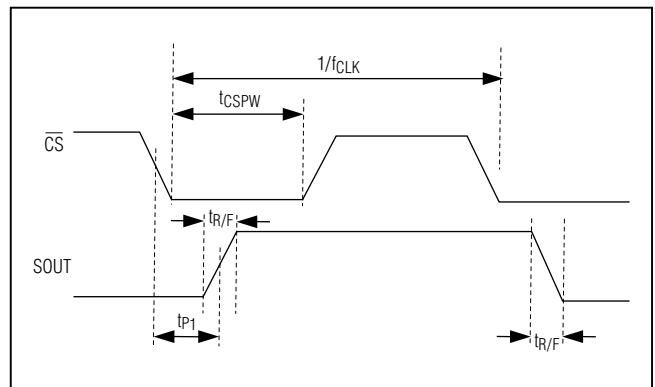 1/fCLK
tCSPW
CS
tR/F
SOUT
tP1
tR/F